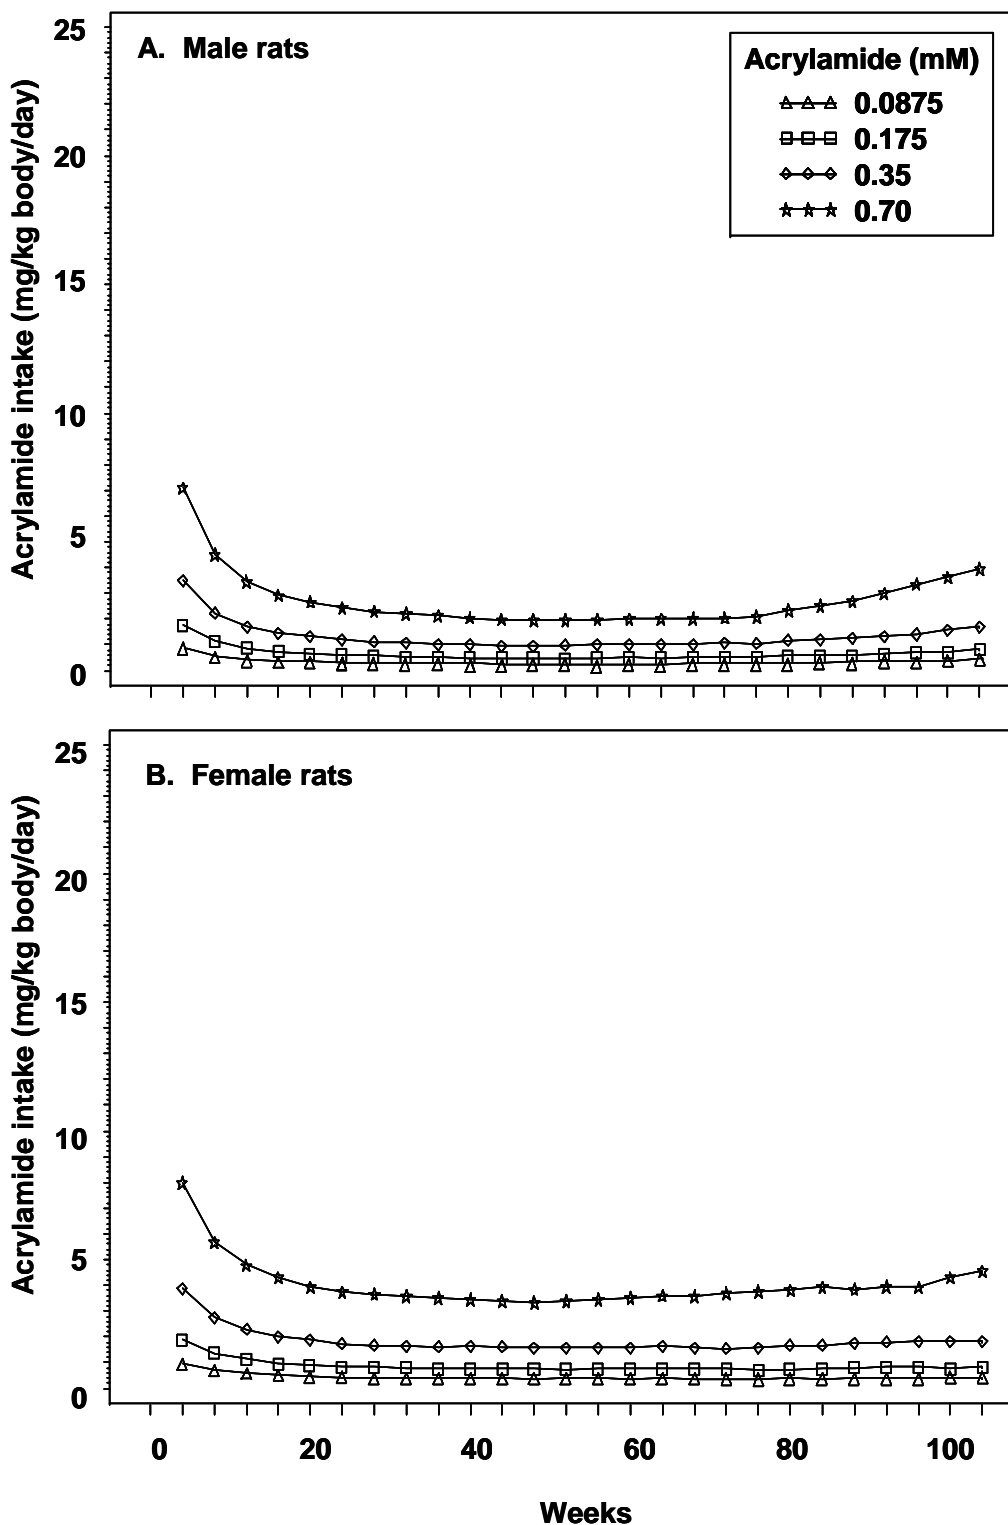 A. Male rats
Acrylamide (mM)
0.0875
0.175
0.35
0.70
Acrylamide intake (mg/kg body/day)
25
20
15
10
5
0
B. Female rats
Acrylamide intake (mg/kg body/day)
25
20
15
10
5
0
0 20 40 60 80 100
Weeks